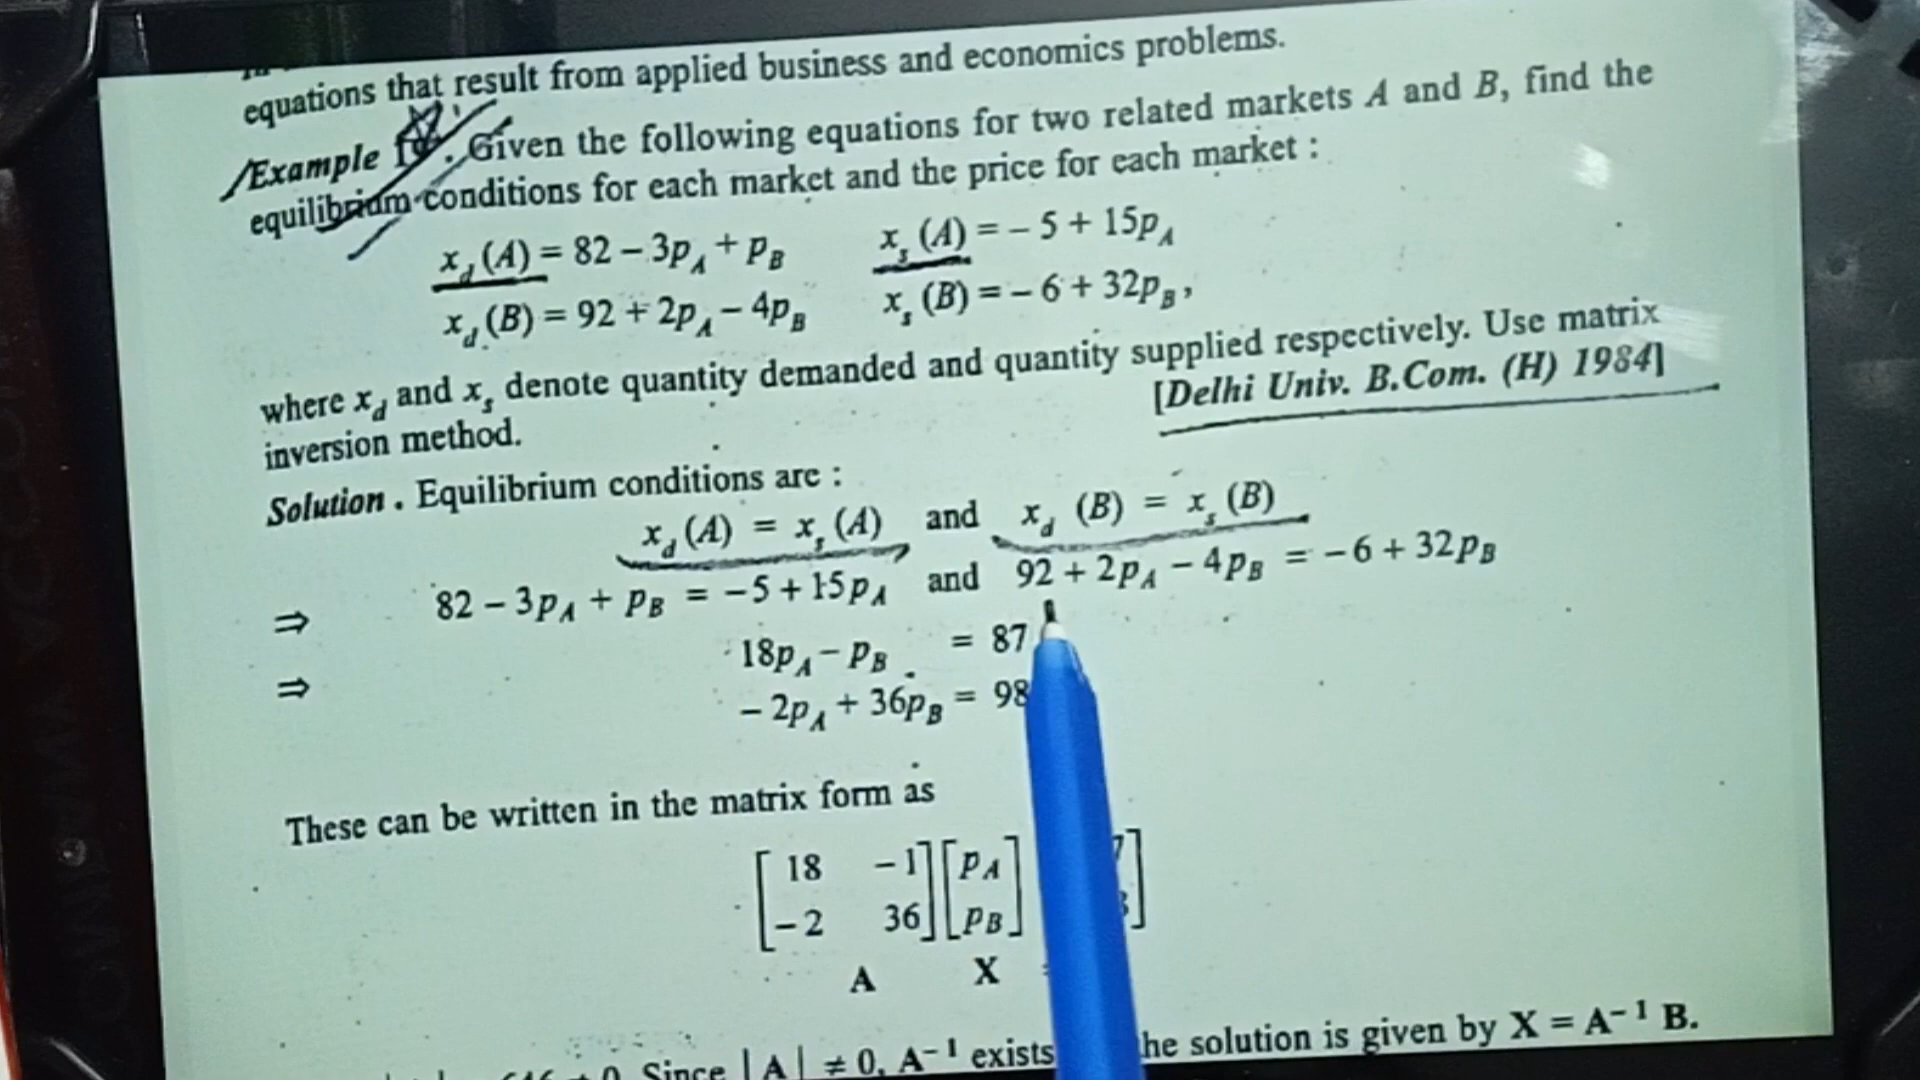 equations that result from applied business and economics problems.
Example Given the following equations for two related markets A and B, find the
equilibrium conditions for each market and the price for each market :
x_d (A) = 82 – 3p_A + p_B x_s (A) = – 5 + 15p_A
x_d (B) = 92 + 2p_A – 4p_B x_s (B) = – 6 + 32p_B,
where x_d and x_s denote quantity demanded and quantity supplied respectively. Use matrix
inversion method. [Delhi Univ. B.Com. (H) 1984]
Solution. Equilibrium conditions are :
x_d (A) = x_s (A) and x_d (B) = x_s (B)
⇒ 82 – 3p_A + p_B = –5 + 15p_A and 92 + 2p_A – 4p_B = –6 + 32p_B
⇒ 18p_A – p_B = 87
– 2p_A + 36p_B = 98
These can be written in the matrix form as
[ 18 – 1 ] [ p_A ] 7 ]
[ – 2 36 ] [ p_B ] ]
A X
0. Since | A | ≠ 0, A⁻¹ exists he solution is given by X = A⁻¹ B.